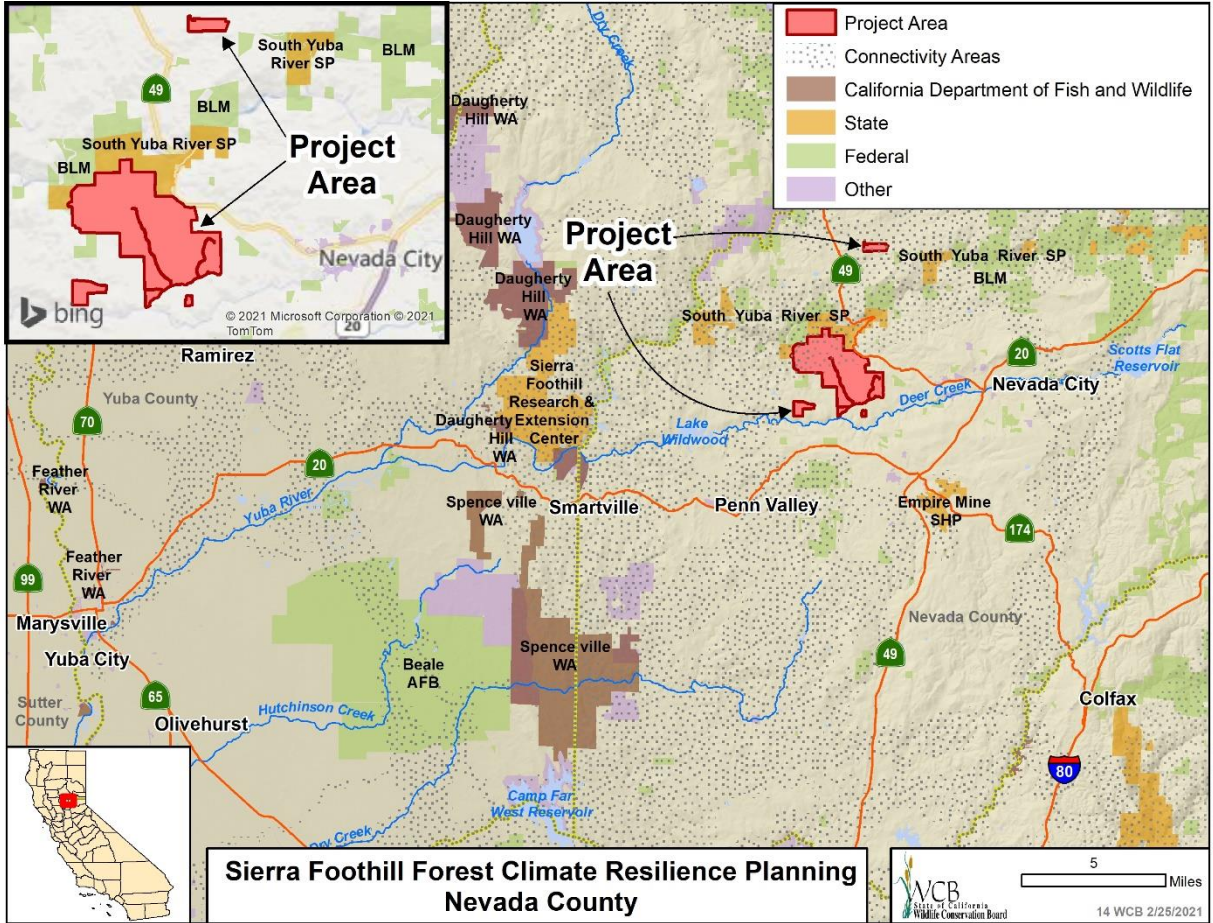 South Yuba
River SP
BLM
49
BLM
South Yuba River SP
BLM
Project
Area
Nevada City
20
bing
© 2021 Microsoft Corporation © 2021
TomTom
Project Area
Connectivity Areas
California Department of Fish and Wildlife
State
Federal
Other
Dry Creek
Daugherty
Hill WA
Daugherty
Hill WA
Daugherty
Hill
WA
Project
Area
49
South Yuba River SP
BLM
South Yuba River SP
20
Scotts Flat
Reservoir
Nevada City
Deer Creek
Ramirez
Yuba County
70
Sierra
Foothill
Research &
Extension
Center
Daugherty
Hill
WA
Lake
Wildwood
20
Feather
River
WA
Yuba River
Spence ville
WA
Smartville
Penn Valley
Empire Mine
SHP
174
99
Feather
River
WA
Marysville
Yuba City
Nevada County
49
Beale
AFB
Spence ville
WA
Sutter
County
65
Olivehurst
Hutchinson Creek
Colfax
80
Camp Far
West Reservoir
Dry Creek
Sierra Foothill Forest Climate Resilience Planning
Nevada County
5
Miles
WCB
State of California
Wildlife Conservation Board
14 WCB 2/25/2021